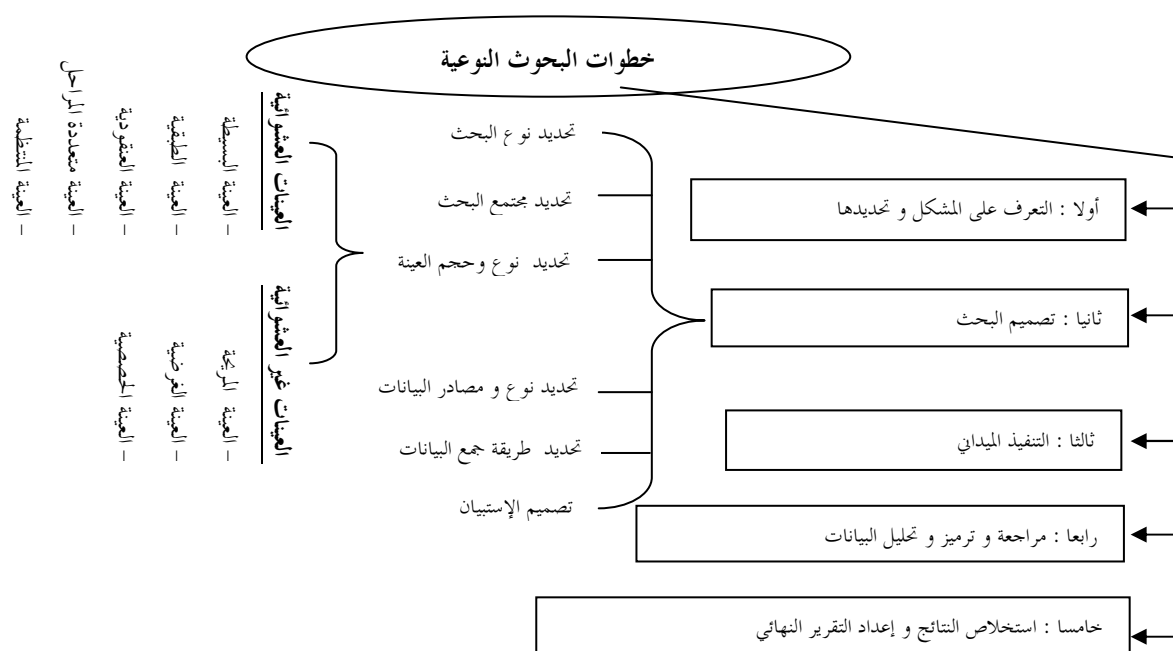 خطوات البحوث النوعية
أولا : التعرف على المشكل و تحديدها
ثانيا : تصميم البحث
ثالثا : التنفيذ الميداني
رابعا : مراجعة و ترميز و تحليل البيانات
خامسا : استخلاص النتائج و إعداد التقرير النهائي
تحديد نوع البحث
تحديد مجتمع البحث
تحديد نوع وحجم العينة
تحديد نوع و مصادر البيانات
تحديد طريقة جمع البيانات
تصميم الإستبيان
العينات العشوائية
– العينة البسيطة
– العينة الطبقية
– العينة العنقودية
– العينة متعددة المراحل
– العينة المنتظمة
العينات غير العشوائية
– العينة المريحة
– العينة الغرضية
– العينة الحصصية